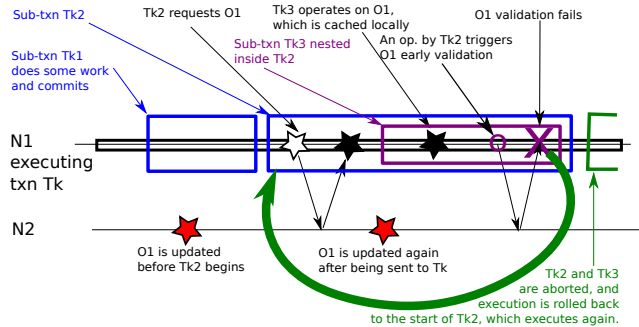 Sub-txn Tk2
Tk2 requests O1
Tk3 operates on O1,
which is cached locally
O1 validation fails
Sub-txn Tk1
does some work
and commits
Sub-txn Tk3 nested
inside Tk2
An op. by Tk2 triggers
O1 early validation
N1
executing
txn Tk
N2
O1 is updated
before Tk2 begins
O1 is updated again
after being sent to Tk
Tk2 and Tk3
are aborted, and
execution is rolled back
to the start of Tk2, which executes again.